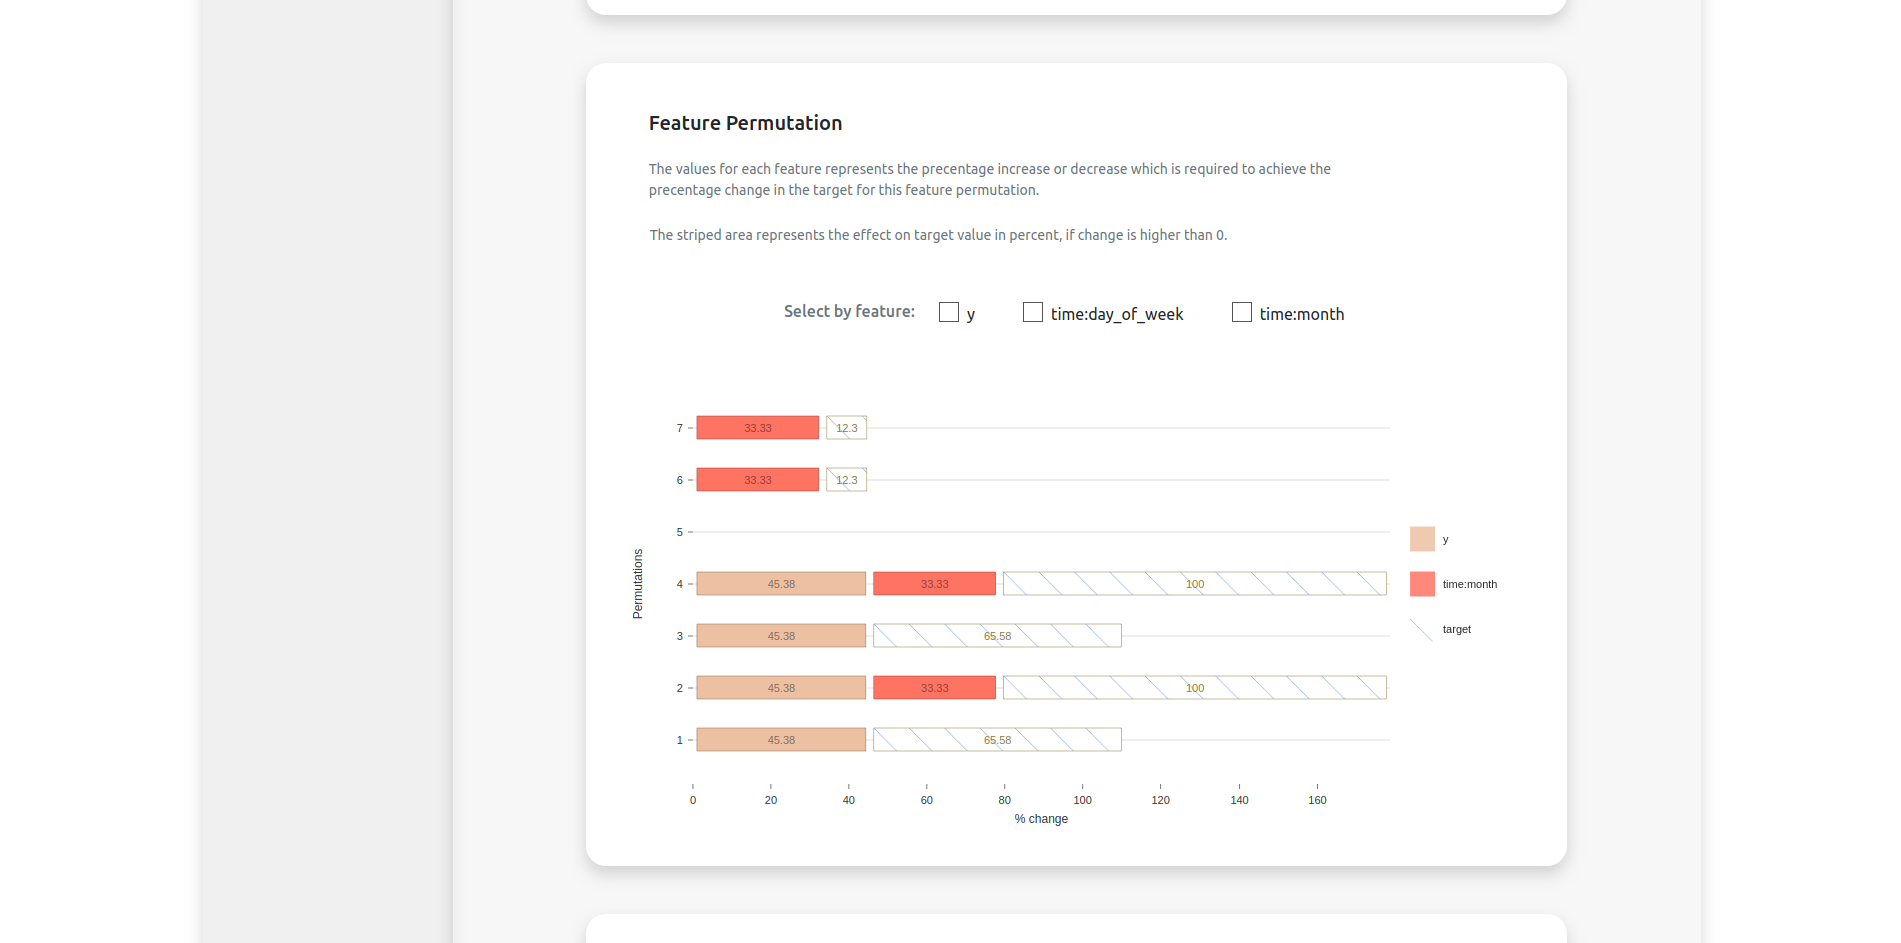 Feature Permutation
The values for each feature represents the precentage increase or decrease which is required to achieve the
precentage change in the target for this feature permutation.
The striped area represents the effect on target value in percent, if change is higher than 0.
Select by feature: y time:day_of_week time:month
7 33.33 12.3
6 33.33 12.3
5
y
Permutations
4 45.38 33.33 100
time:month
target
3 45.38 65.58
2 45.38 33.33 100
1 45.38 65.58
0 20 40 60 80 100 120 140 160
% change